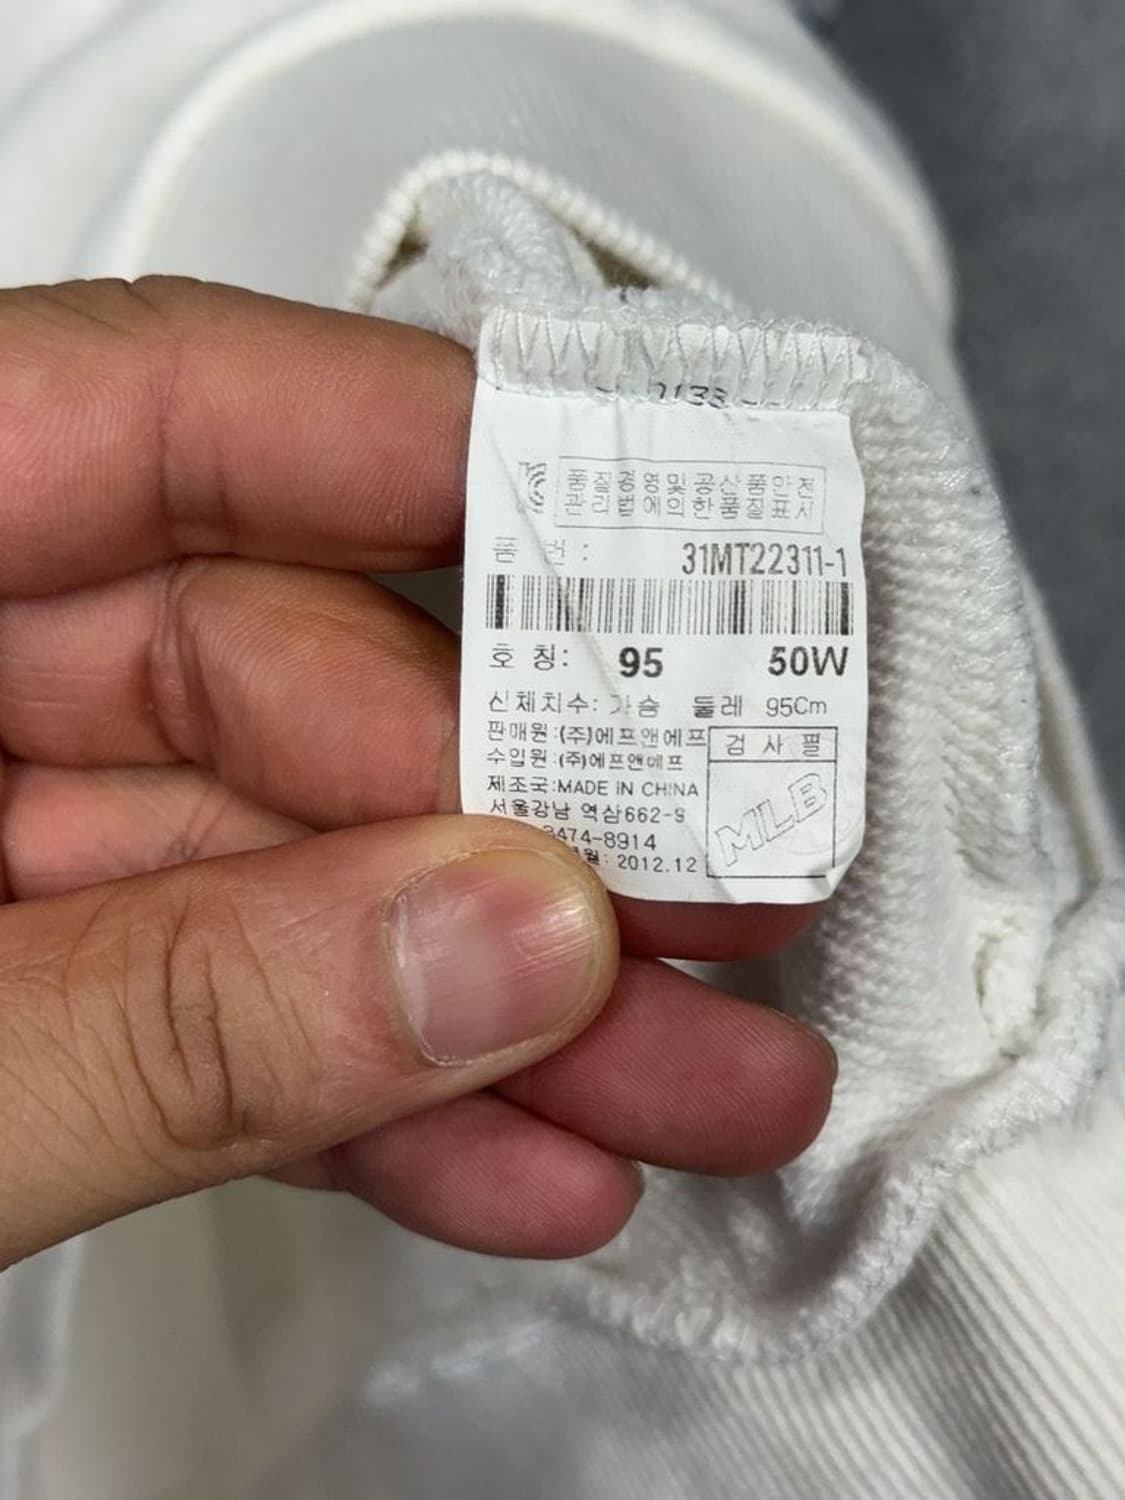 품질경영및공산품안전
관리법에의한품질표시
품 번 : 31MT22311-1
호 칭: 95 50W
신체치수: 가슴 둘레 95Cm
판매원:(주)에프앤에프
수입원:(주)에프앤에프
제조국:MADE IN CHINA
서울강남 역삼662-9
3474-8914
월: 2012.12
검 사 필
MLB